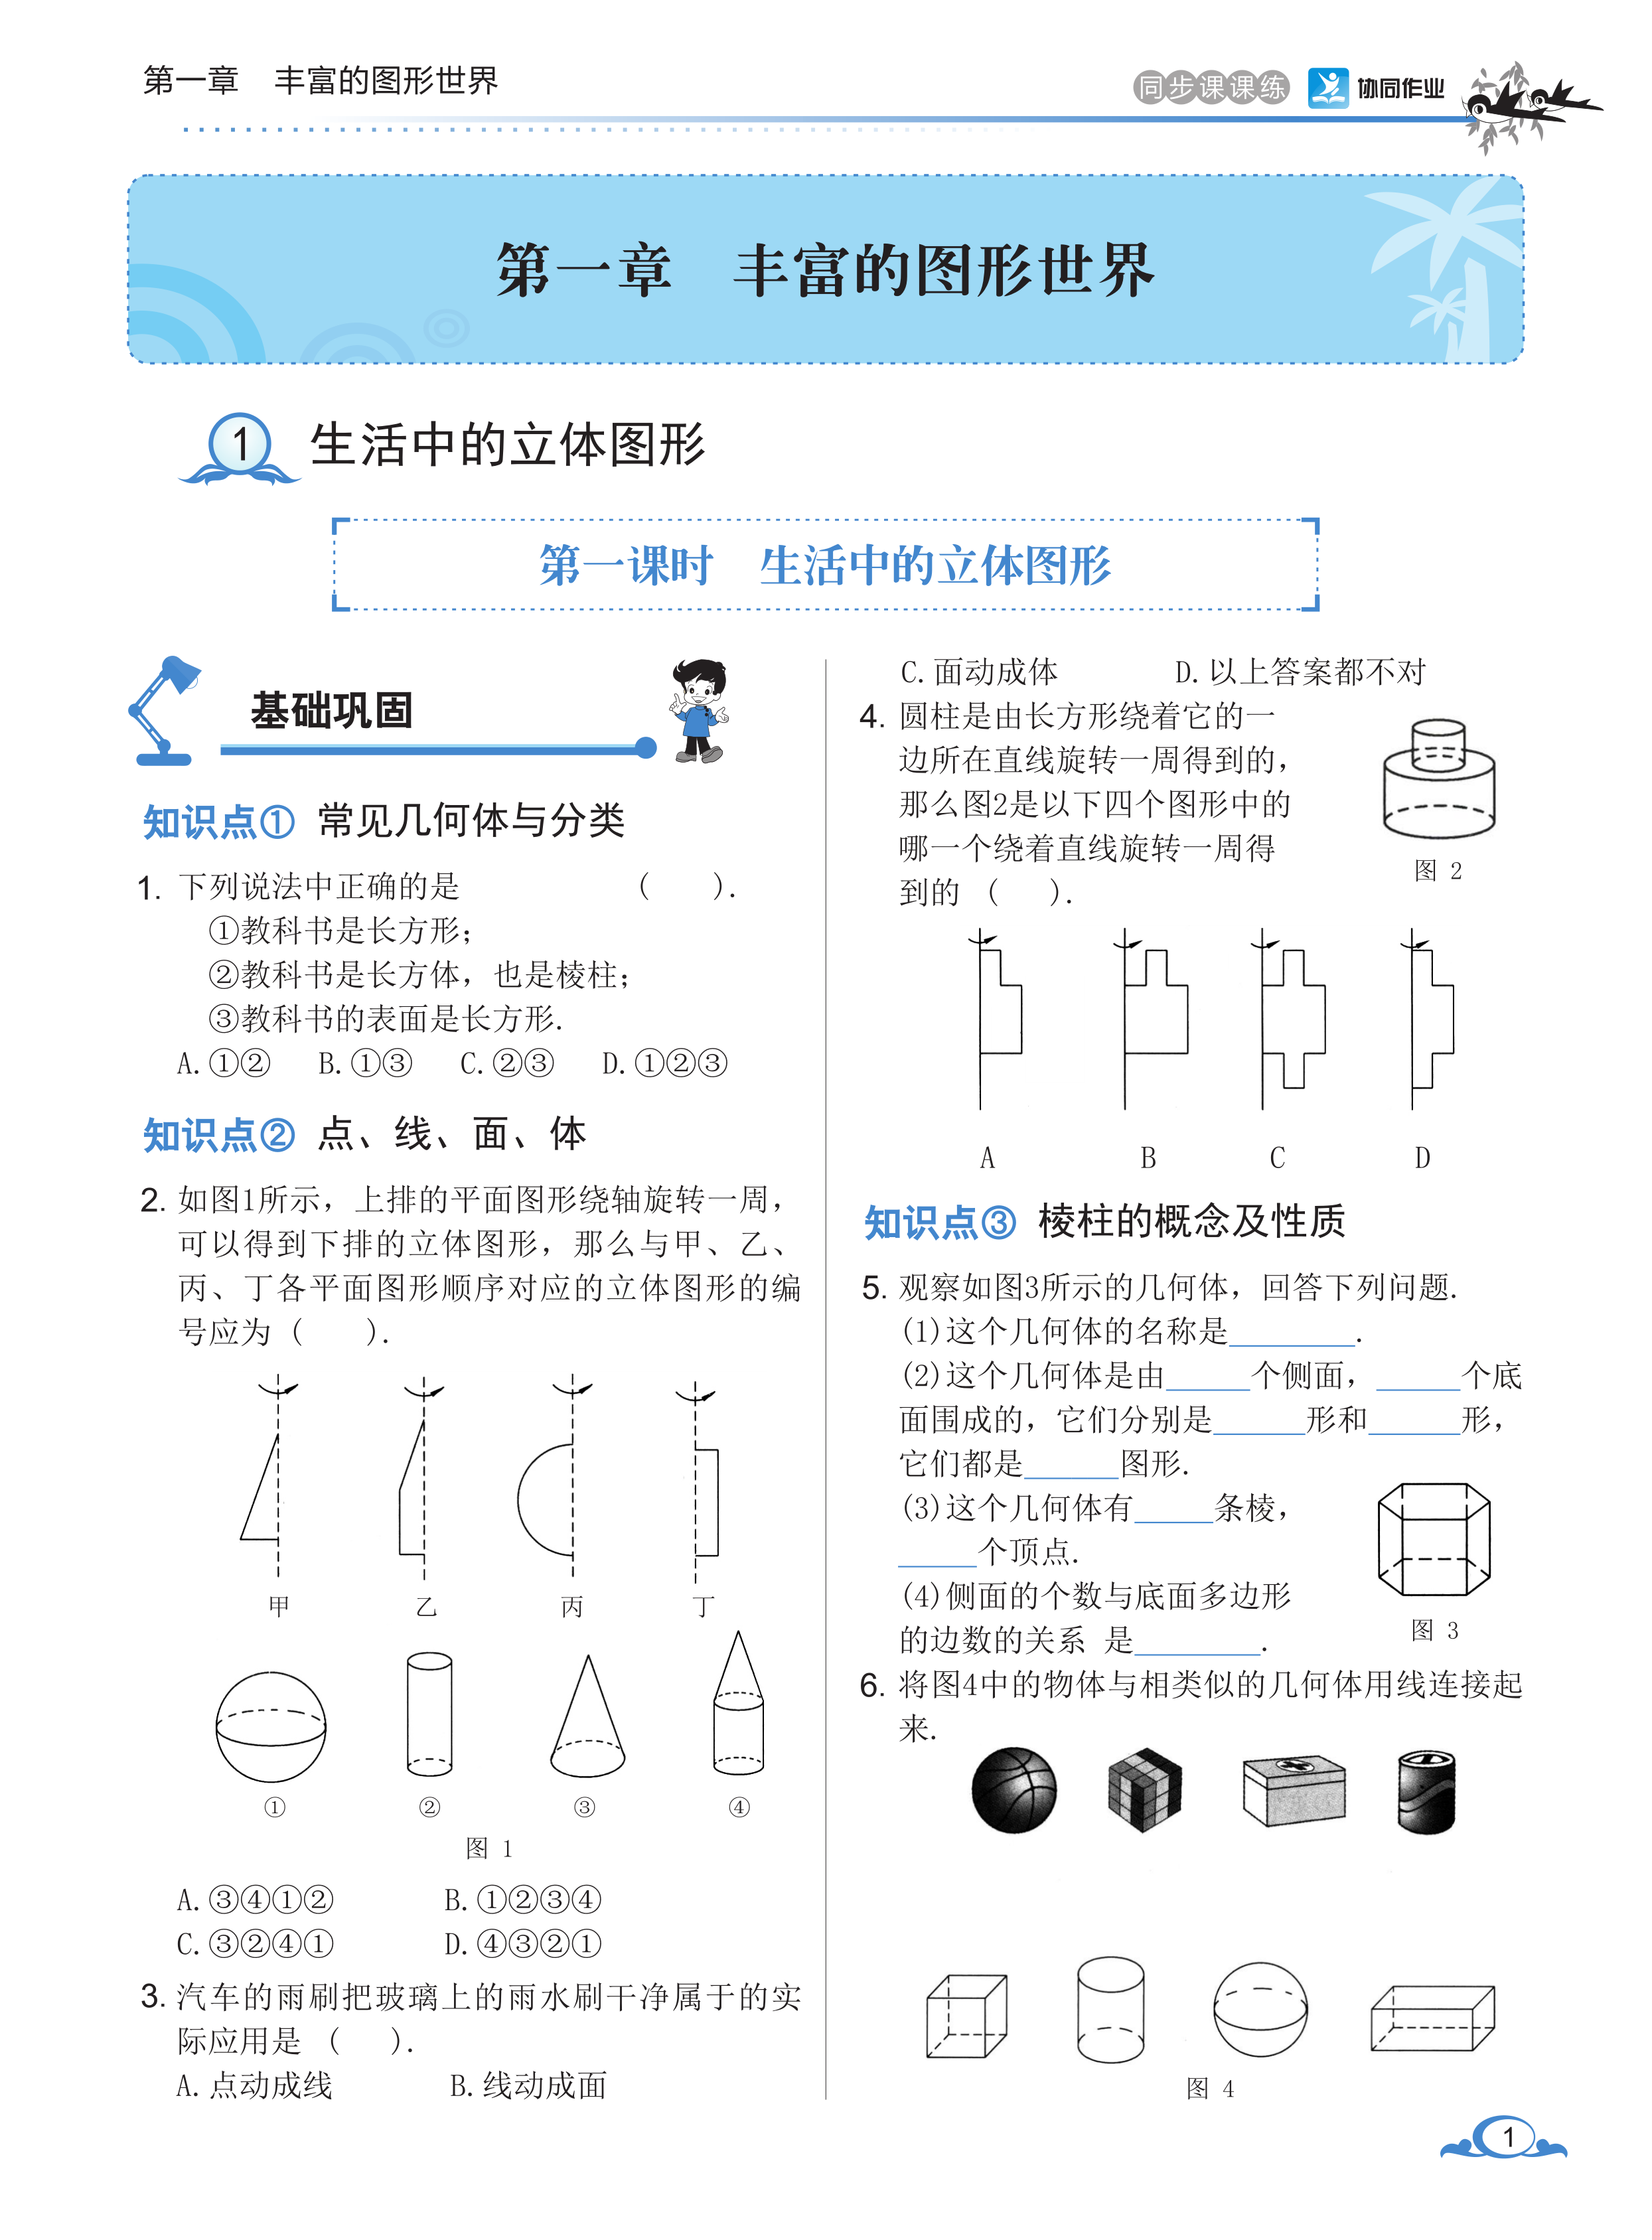 第一章　丰富的图形世界
同步课课练 协同作业
第一章　丰富的图形世界
1 生活中的立体图形
第一课时　生活中的立体图形
基础巩固
知识点① 常见几何体与分类
1. 下列说法中正确的是 (　　).
①教科书是长方形；
②教科书是长方体，也是棱柱；
③教科书的表面是长方形.
A.①② B.①③ C.②③ D.①②③
知识点② 点、线、面、体
2. 如图1所示，上排的平面图形绕轴旋转一周，
可以得到下排的立体图形，那么与甲、乙、
丙、丁各平面图形顺序对应的立体图形的编
号应为 (　　).
甲 乙 丙 丁
① ② ③ ④
图 1
A.③④①② B.①②③④
C.③②④① D.④③②①
3. 汽车的雨刷把玻璃上的雨水刷干净属于的实
际应用是 (　　).
A.点动成线 B.线动成面
C.面动成体 D.以上答案都不对
4. 圆柱是由长方形绕着它的一
边所在直线旋转一周得到的，
那么图2是以下四个图形中的
哪一个绕着直线旋转一周得
到的 (　　).
图 2
A B C D
知识点③ 棱柱的概念及性质
5. 观察如图3所示的几何体，回答下列问题.
(1)这个几何体的名称是________.
(2)这个几何体是由_____个侧面，_____个底
面围成的，它们分别是_____形和_____形，
它们都是_____图形.
(3)这个几何体有_____条棱，
_____个顶点.
(4)侧面的个数与底面多边形
的边数的关系 是________.
图 3
6. 将图4中的物体与相类似的几何体用线连接起
来.
图 4
1